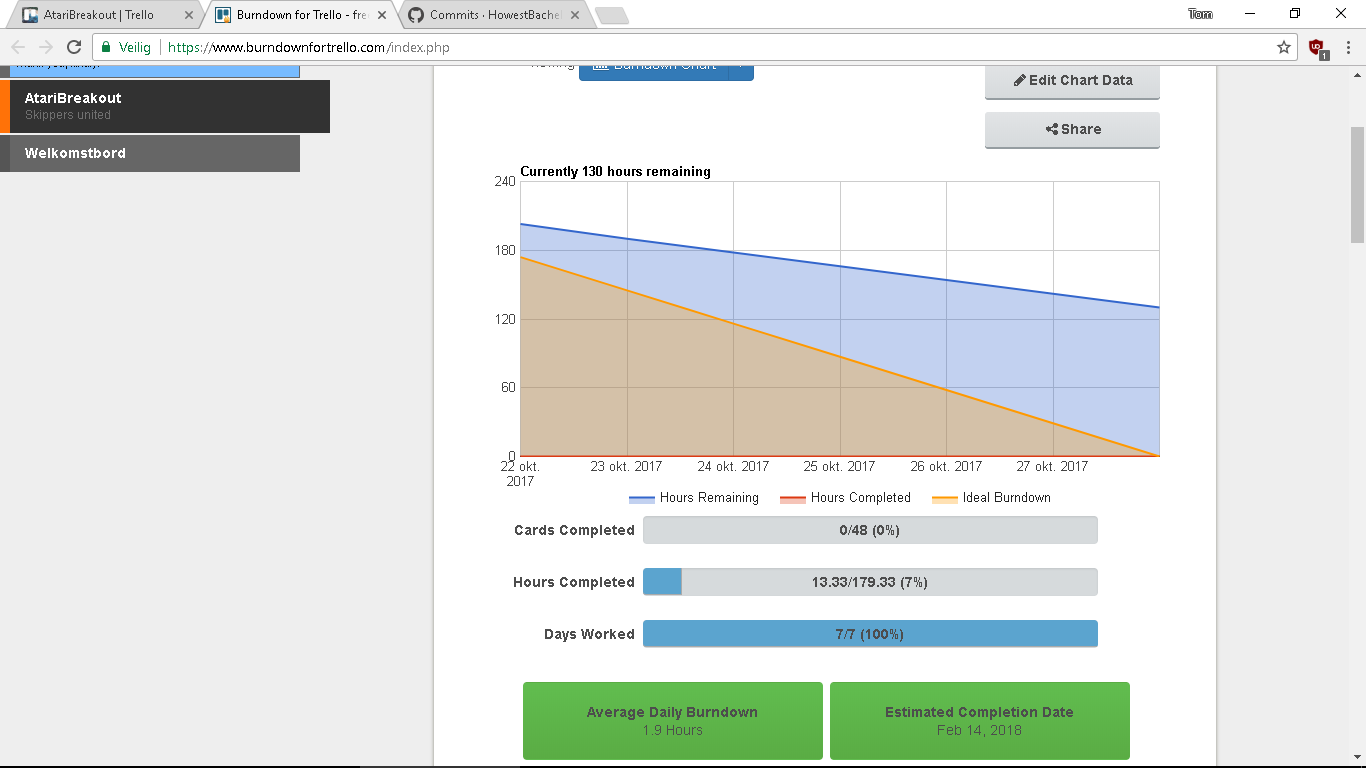 AtariBreakout | Trello
Burndown for Trello - fre
Commits · HowestBachel
Tom
Veilig
https://www.burndownfortrello.com/index.php
1
AtariBreakout
Skippers united
Welkomstbord
Burndown Chart
Edit Chart Data
Share
Currently 130 hours remaining
240
180
120
60
0
22 okt. 2017
23 okt. 2017
24 okt. 2017
25 okt. 2017
26 okt. 2017
27 okt. 2017
Hours Remaining
Hours Completed
Ideal Burndown
Cards Completed
0/48 (0%)
Hours Completed
13.33/179.33 (7%)
Days Worked
7/7 (100%)
Average Daily Burndown
1.9 Hours
Estimated Completion Date
Feb 14, 2018